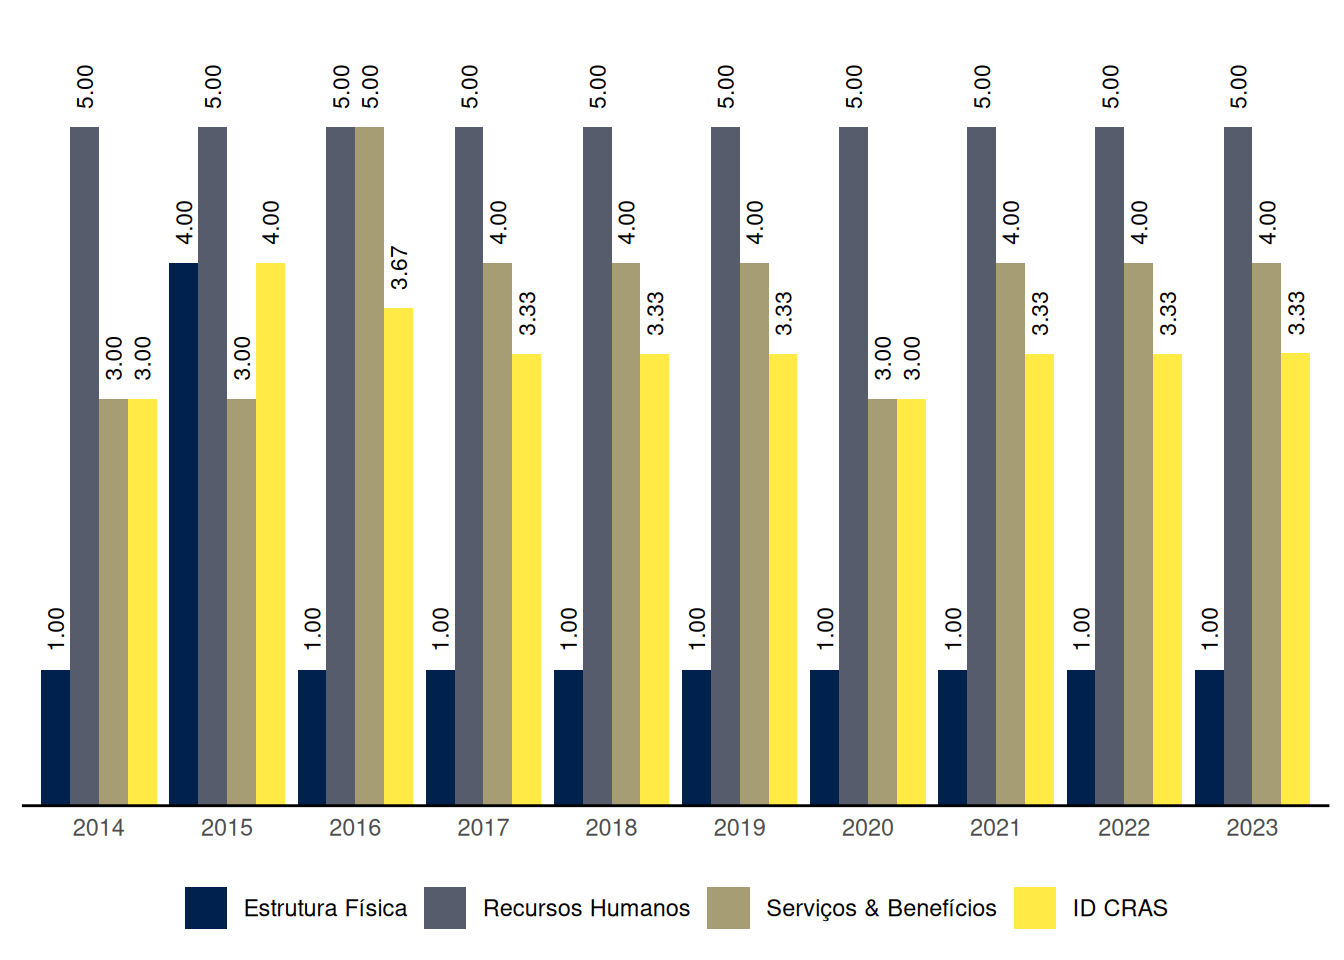 5.00 5.00 5.00 5.00 5.00 5.00 5.00 5.00 5.00 5.00 5.00
4.00 4.00 4.00 4.00 4.00 4.00 4.00 4.00
3.67
3.33 3.33 3.33 3.33 3.33 3.33
3.00 3.00 3.00 3.00 3.00
1.00 1.00 1.00 1.00 1.00 1.00 1.00 1.00 1.00
2014 2015 2016 2017 2018 2019 2020 2021 2022 2023
Estrutura Física Recursos Humanos Serviços & Benefícios ID CRAS